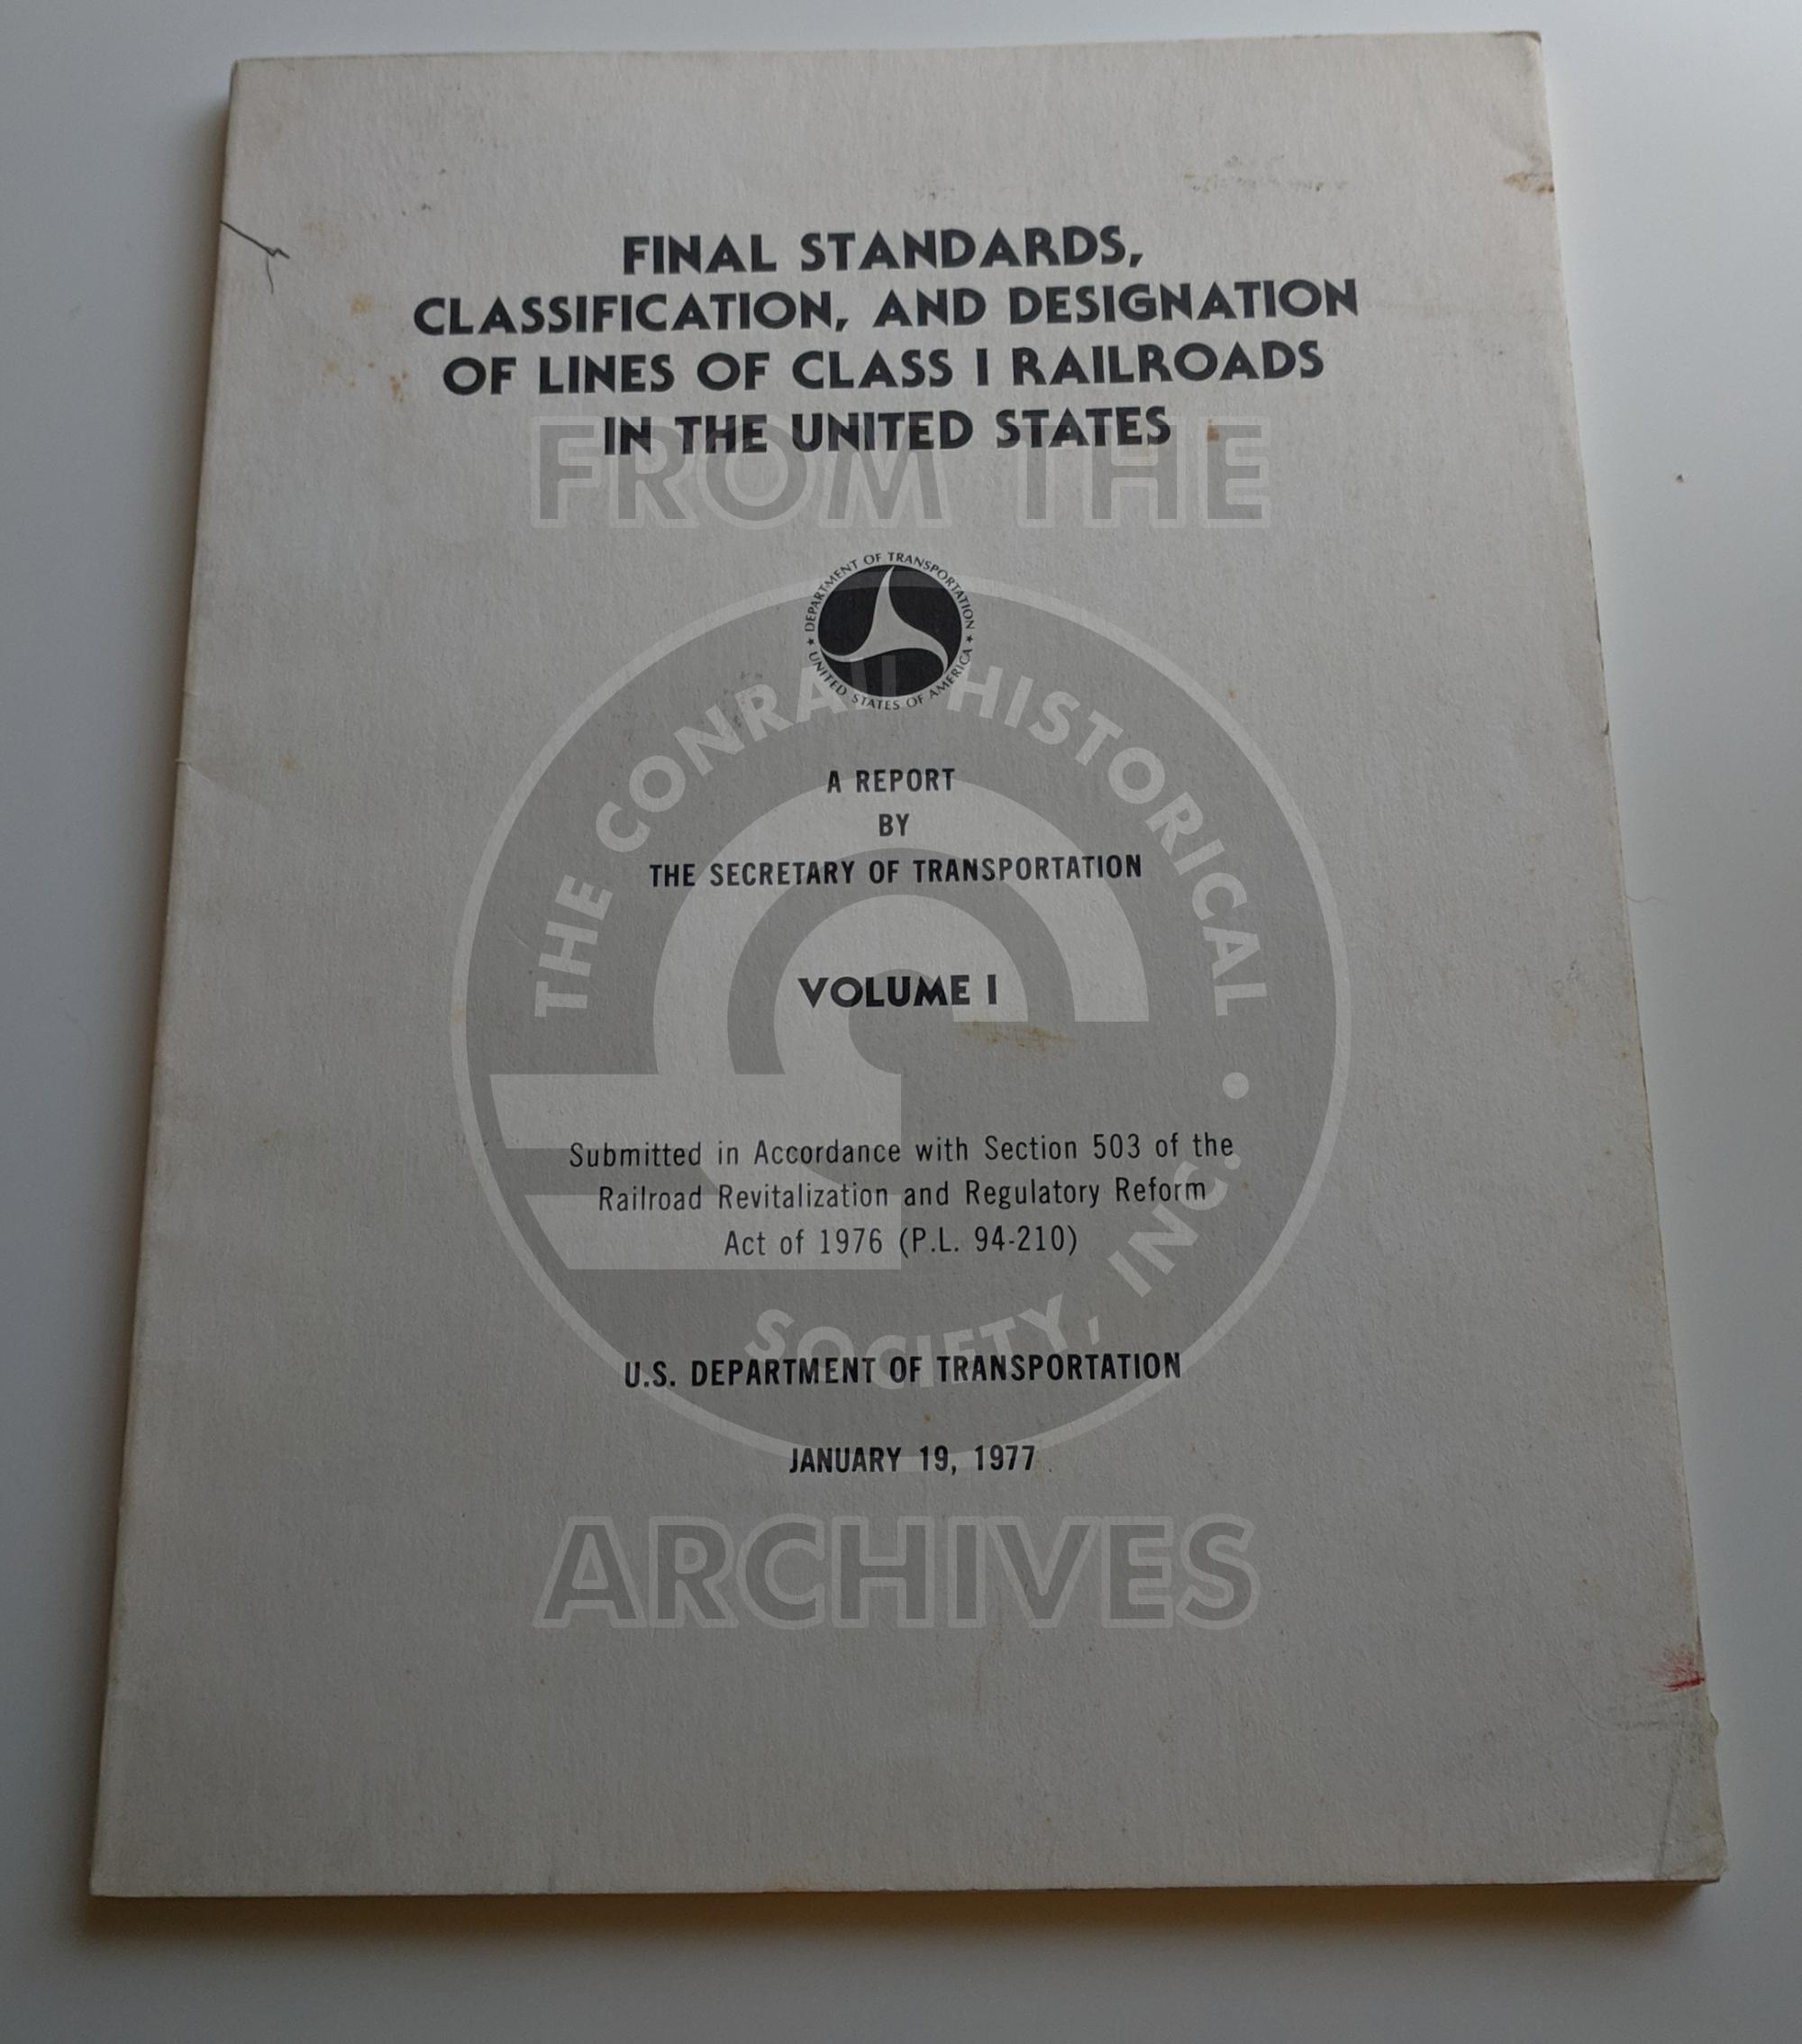 FINAL STANDARDS,
CLASSIFICATION, AND DESIGNATION
OF LINES OF CLASS I RAILROADS
IN THE UNITED STATES
FROM THE
DEPARTMENT OF TRANSPORTATION
★ UNITED STATES OF AMERICA ★
THE CONRAIL HISTORICAL
A REPORT
BY
THE SECRETARY OF TRANSPORTATION
VOLUME I
Submitted in Accordance with Section 503 of the
Railroad Revitalization and Regulatory Reform
Act of 1976 (P.L. 94-210)
• SOCIETY, INC. •
U.S. DEPARTMENT OF TRANSPORTATION
JANUARY 19, 1977
ARCHIVES